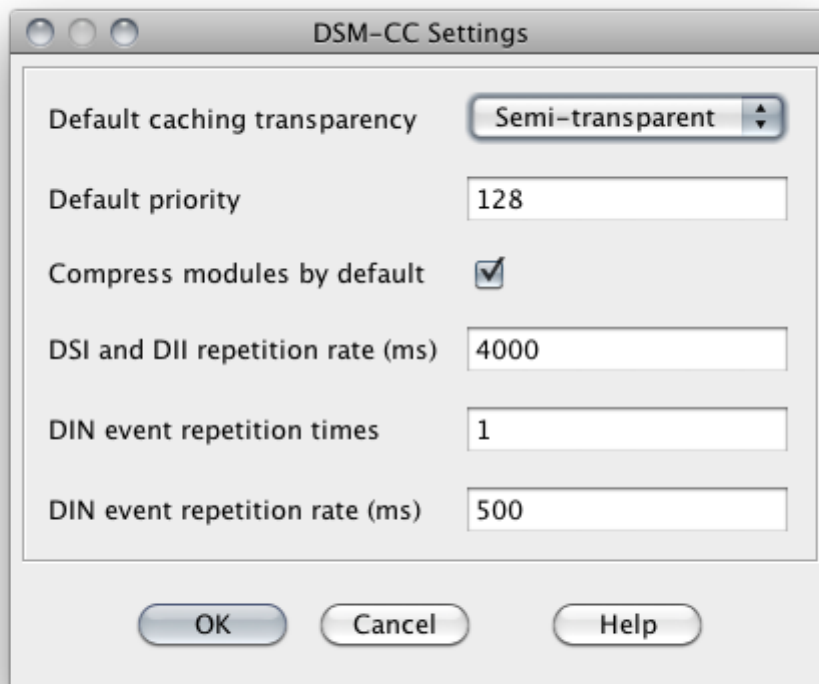 DSM-CC Settings
Default caching transparency Semi-transparent
Default priority 128
Compress modules by default
DSI and DII repetition rate (ms) 4000
DIN event repetition times 1
DIN event repetition rate (ms) 500
OK Cancel Help